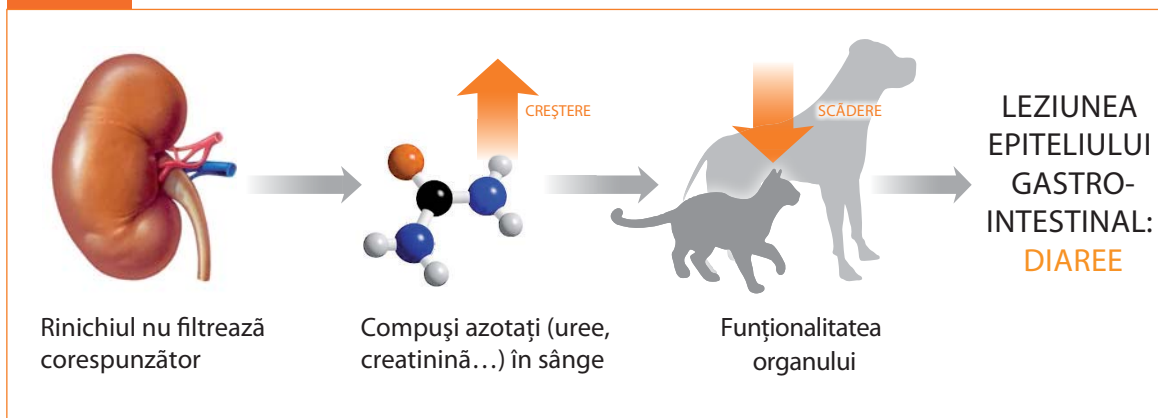 CREŞTERE
SCĂDERE
LEZIUNEA
EPITELIULUI
GASTRO-
INTESTINAL:
DIAREE
Rinichiul nu filtrează
corespunzător
Compuşi azotaţi (uree,
creatinină…) în sânge
Funţionalitatea
organului